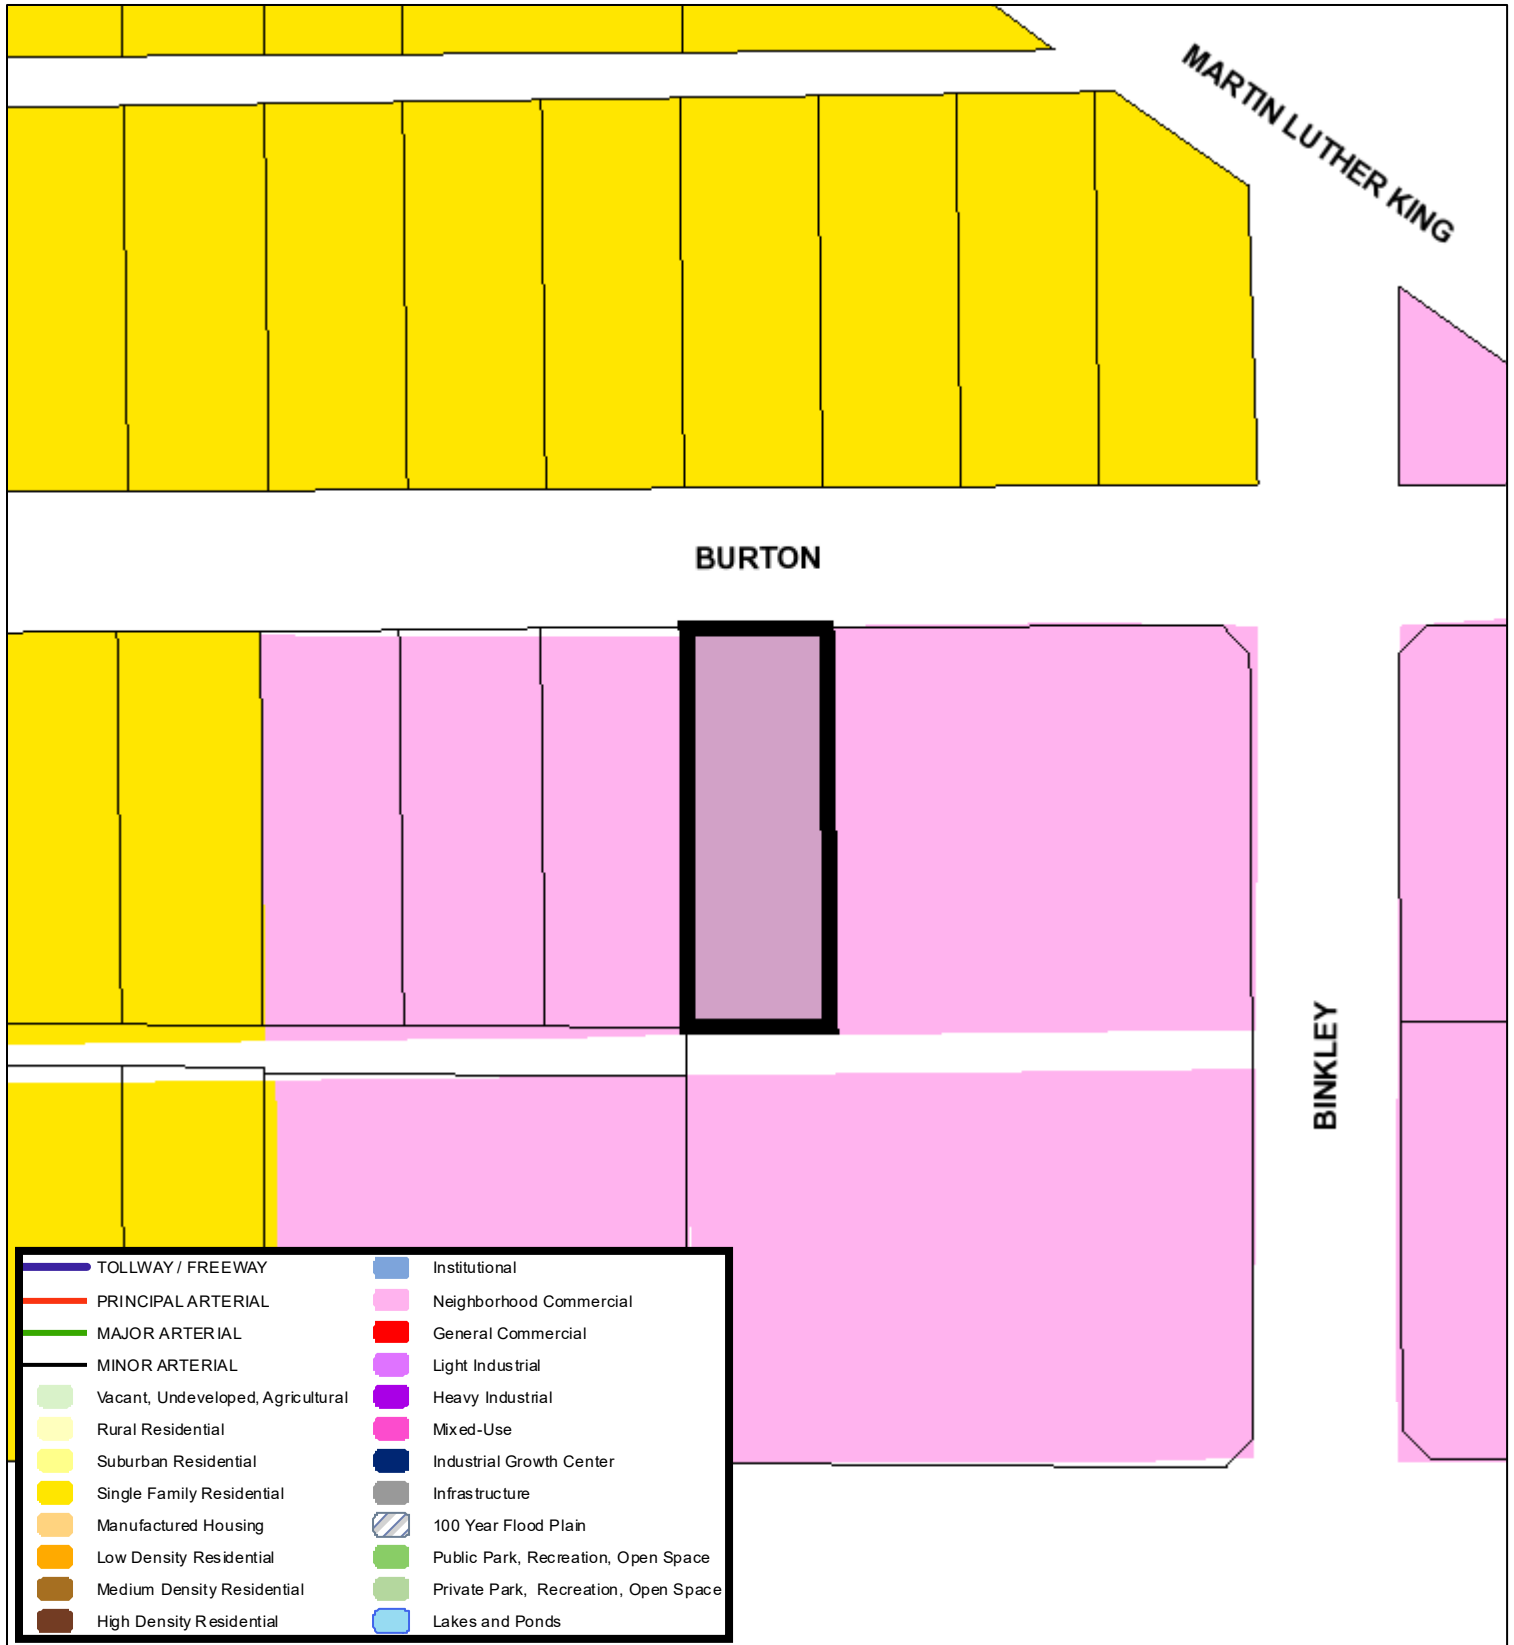 MARTIN LUTHER KING
BURTON
BINKLEY
TOLLWAY / FREEWAY
PRINCIPAL ARTERIAL
MAJOR ARTERIAL
MINOR ARTERIAL
Vacant, Undeveloped, Agricultural
Rural Residential
Suburban Residential
Single Family Residential
Manufactured Housing
Low Density Residential
Medium Density Residential
High Density Residential
Institutional
Neighborhood Commercial
General Commercial
Light Industrial
Heavy Industrial
Mixed-Use
Industrial Growth Center
Infrastructure
100 Year Flood Plain
Public Park, Recreation, Open Space
Private Park, Recreation, Open Space
Lakes and Ponds